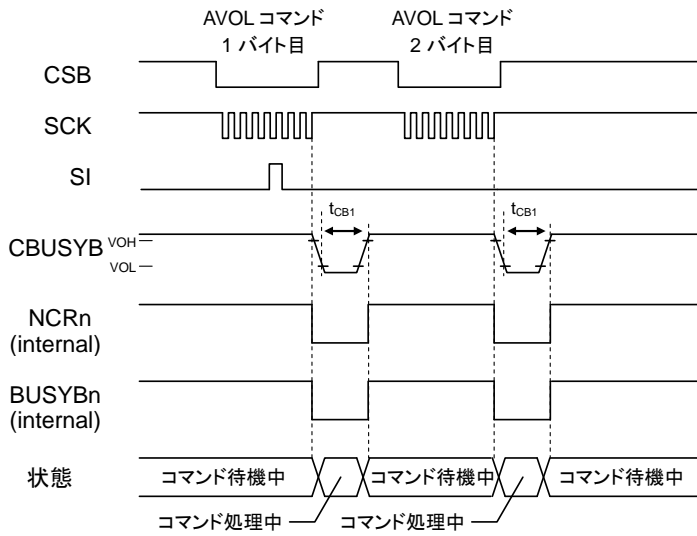 AVOL コマンド AVOL コマンド
1 バイト目 2 バイト目
CSB
SCK
SI
tCB1 tCB1
CBUSYB VOH
VOL
NCRn
(internal)
BUSYBn
(internal)
状態 コマンド待機中 コマンド待機中 コマンド待機中
コマンド処理中 コマンド処理中